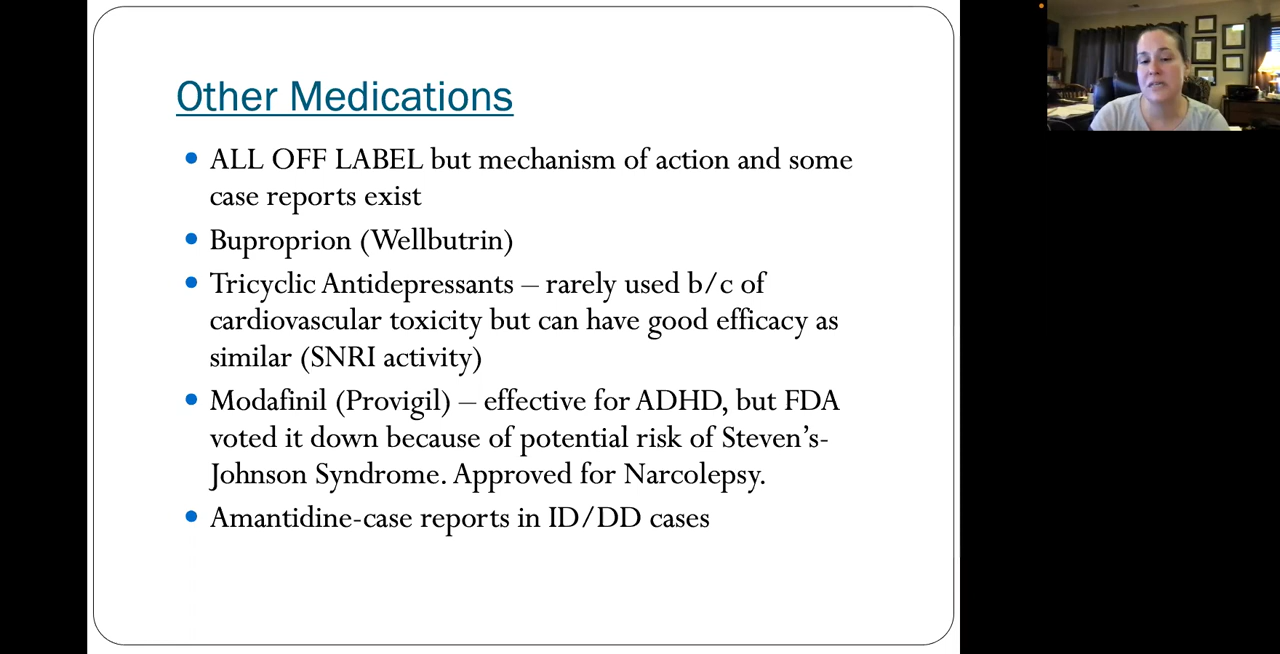 Other Medications
• ALL OFF LABEL but mechanism of action and some
case reports exist
• Buproprion (Wellbutrin)
• Tricyclic Antidepressants – rarely used b/c of
cardiovascular toxicity but can have good efficacy as
similar (SNRI activity)
• Modafinil (Provigil) – effective for ADHD, but FDA
voted it down because of potential risk of Steven’s-
Johnson Syndrome. Approved for Narcolepsy.
• Amantidine-case reports in ID/DD cases